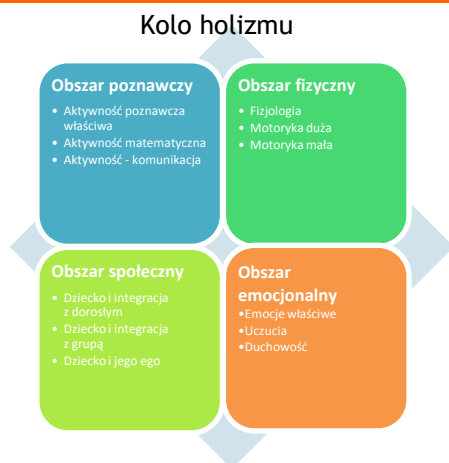 Kolo holizmu
Obszar poznawczy
• Aktywność poznawcza
właściwa
• Aktywność matematyczna
• Aktywność - komunikacja
Obszar fizyczny
• Fizjologia
• Motoryka duża
• Motoryka mała
Obszar społeczny
• Dziecko i integracja
z dorosłym
• Dziecko i integracja
z grupą
• Dziecko i jego ego
Obszar
emocjonalny
•Emocje właściwe
•Uczucia
•Duchowość